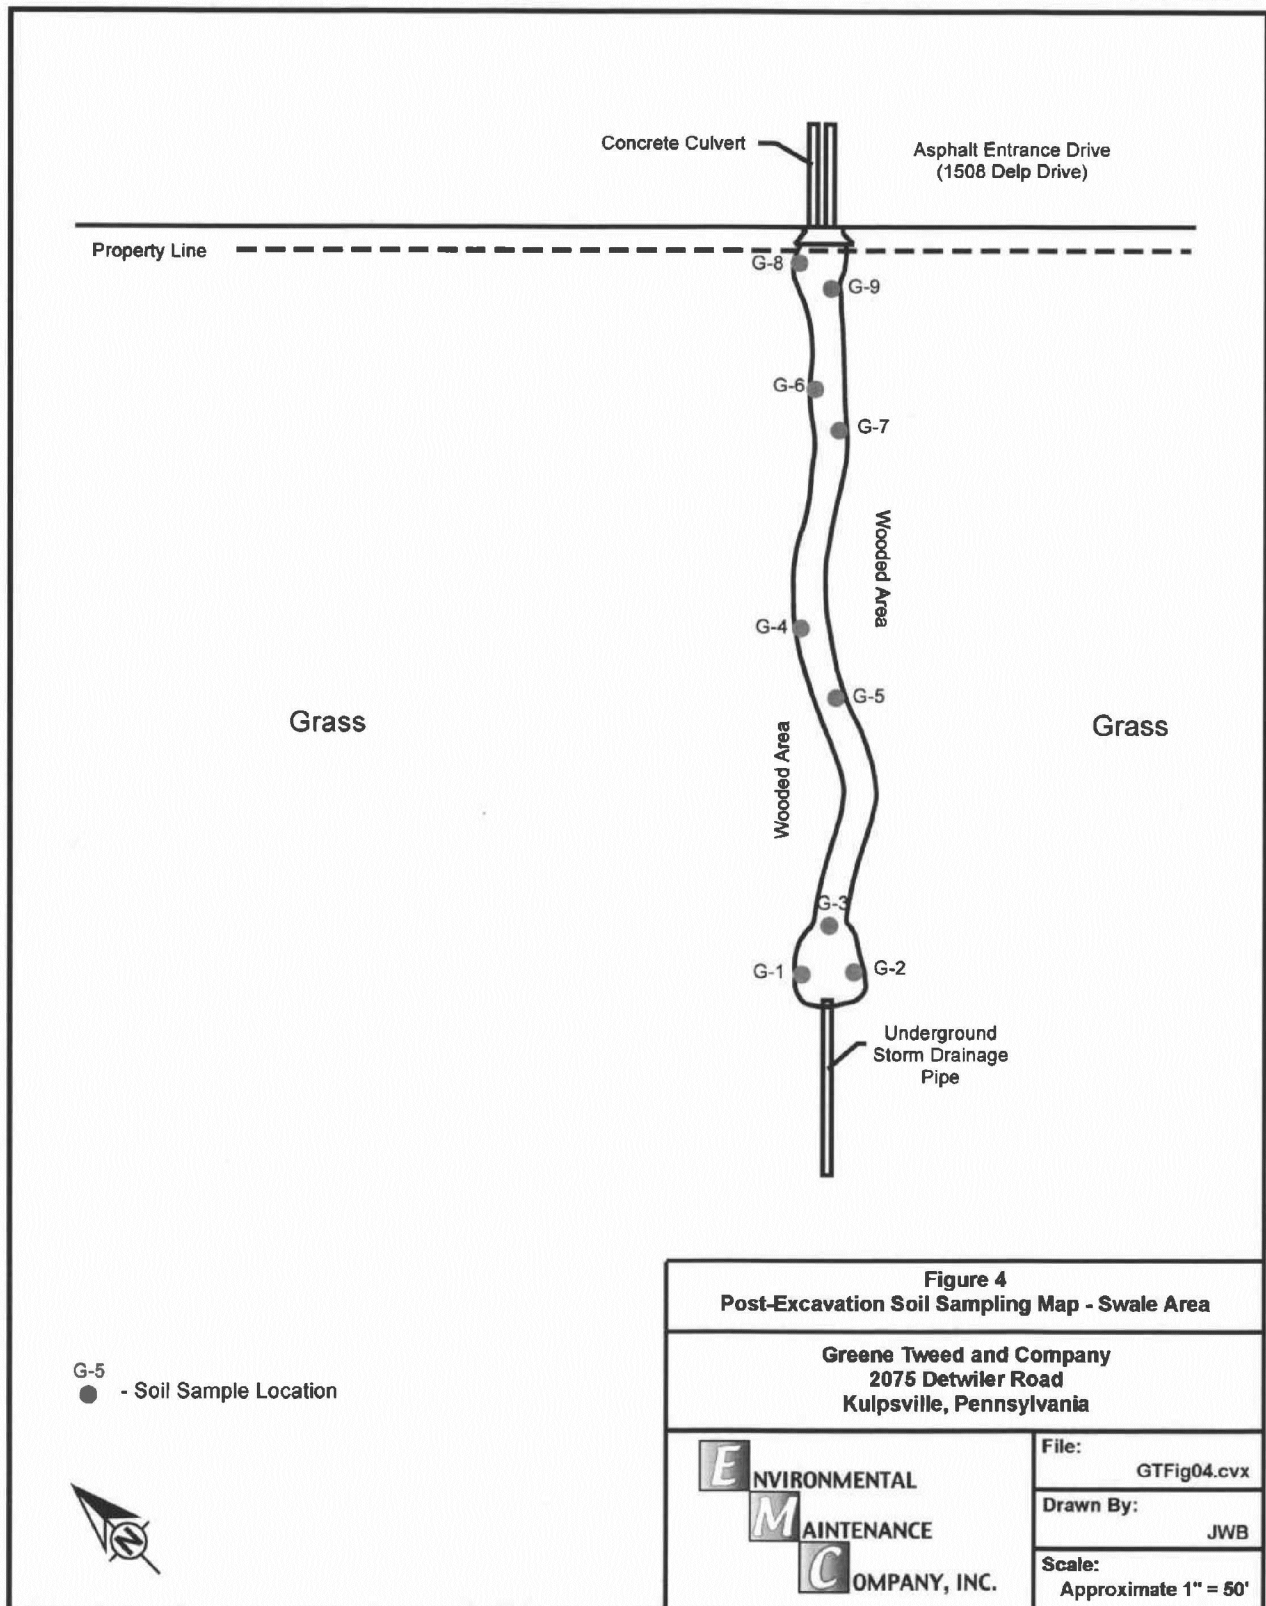 Concrete Culvert
Asphalt Entrance Drive
(1508 Delp Drive)
Property Line
G-8
G-9
G-6
G-7
Wooded Area
G-4
G-5
Grass
Grass
Wooded Area
G-3
G-1
G-2
Underground
Storm Drainage
Pipe
Figure 4
Post-Excavation Soil Sampling Map - Swale Area
Greene Tweed and Company
2075 Detwiler Road
Kulpsville, Pennsylvania
G-5
- Soil Sample Location
N
ENVIRONMENTAL
MAINTENANCE
COMPANY, INC.
File:
GTFig04.cvx
Drawn By:
JWB
Scale:
Approximate 1" = 50'